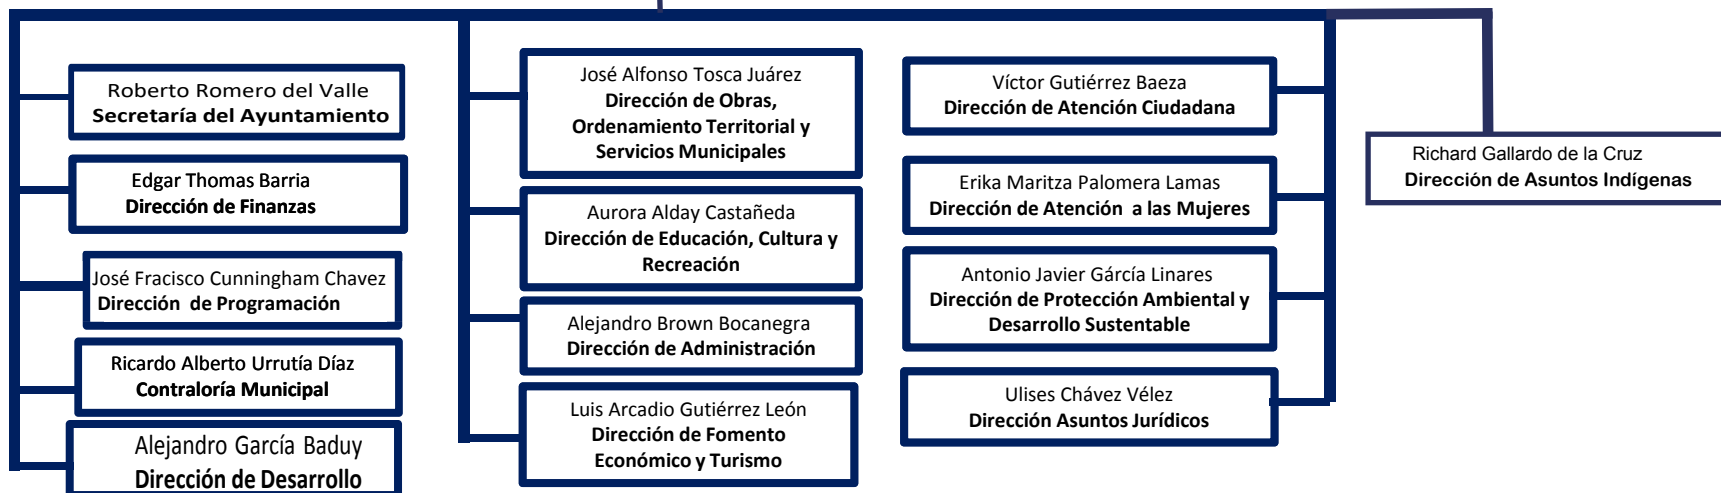 Roberto Romero del Valle
Secretaría del Ayuntamiento
Edgar Thomas Barria
Dirección de Finanzas
José Fracisco Cunningham Chavez
Dirección de Programación
Ricardo Alberto Urrutía Díaz
Contraloría Municipal
Alejandro García Baduy
Dirección de Desarrollo
José Alfonso Tosca Juárez
Dirección de Obras,
Ordenamiento Territorial y
Servicios Municipales
Aurora Alday Castañeda
Dirección de Educación, Cultura y
Recreación
Alejandro Brown Bocanegra
Dirección de Administración
Luis Arcadio Gutiérrez León
Dirección de Fomento
Económico y Turismo
Víctor Gutiérrez Baeza
Dirección de Atención Ciudadana
Erika Maritza Palomera Lamas
Dirección de Atención a las Mujeres
Antonio Javier Gárcía Linares
Dirección de Protección Ambiental y
Desarrollo Sustentable
Ulises Chávez Vélez
Dirección Asuntos Jurídicos
Richard Gallardo de la Cruz
Dirección de Asuntos Indígenas